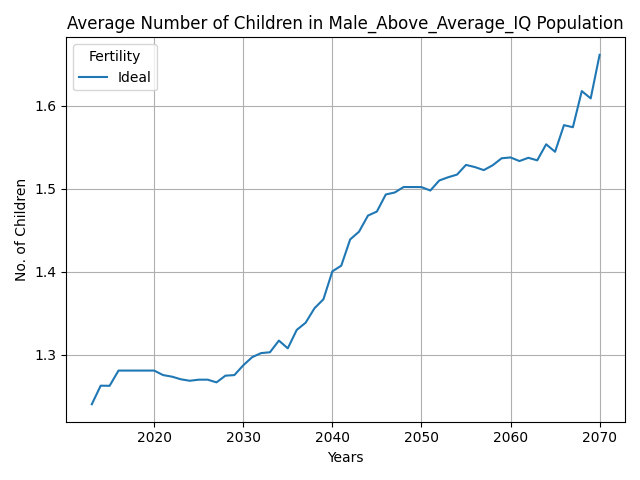 Average Number of Children in Male_Above_Average_IQ Population
Fertility
Ideal
No. of Children
1.6
1.5
1.4
1.3
2020 2030 2040 2050 2060 2070
Years